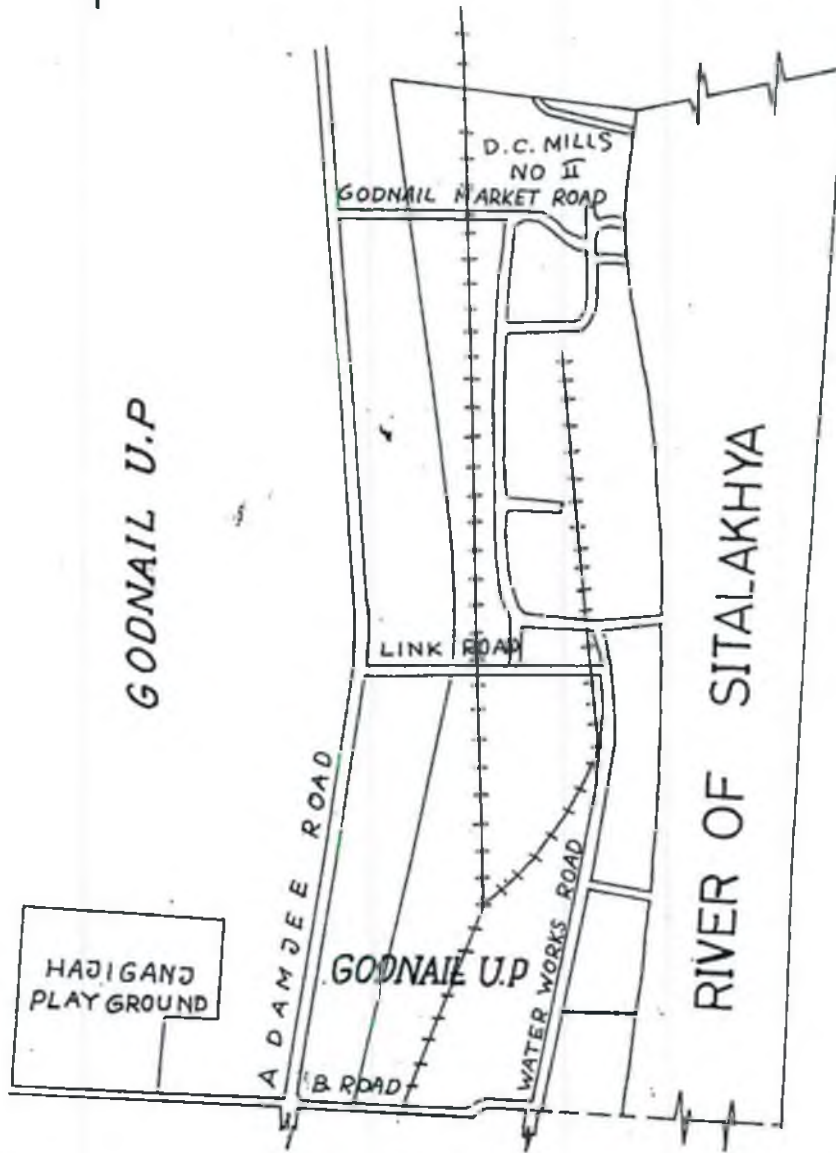 D.C. MILLS
NO II
GODNAIL MARKET ROAD
GODNAIL U.P
LINK ROAD
RIVER OF SITALAKHYA
ADAMJEE ROAD
HAJIGANJ
PLAY GROUND
GODNAIL U.P
WATER WORKS ROAD
B ROAD